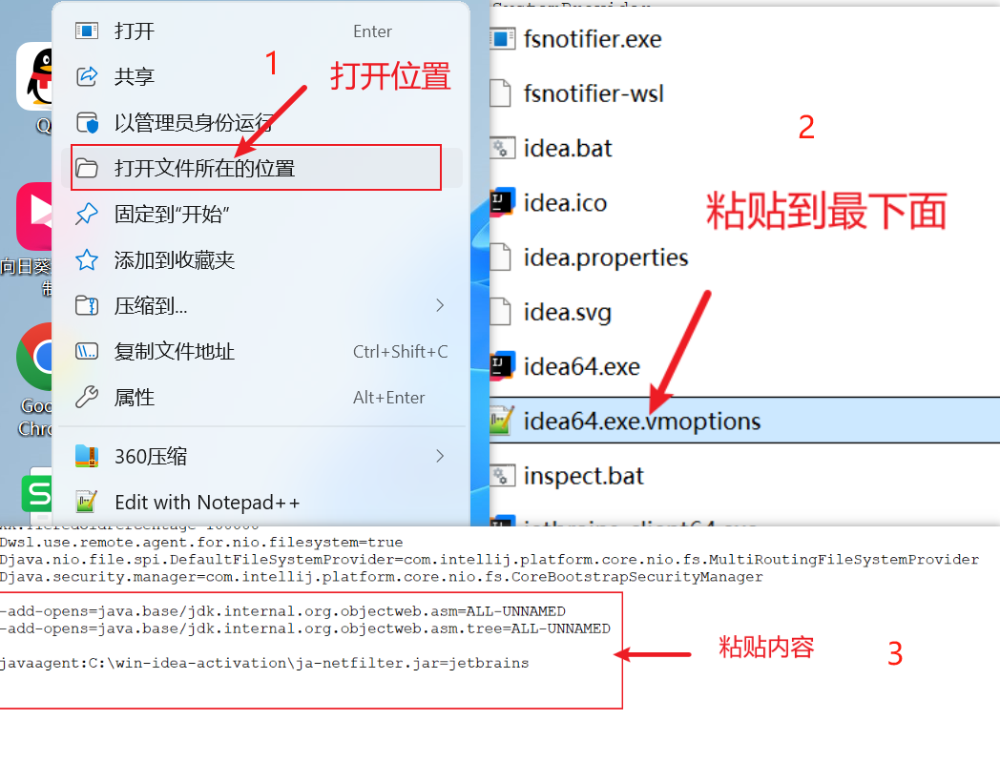 打开 Enter
共享
以管理员身份运行
打开文件所在的位置
固定到“开始”
添加到收藏夹
压缩到...
复制文件地址 Ctrl+Shift+C
属性 Alt+Enter
360压缩
Edit with Notepad++
1
打开位置
向日葵
Goo
Chro
fsnotifier.exe
fsnotifier-wsl
idea.bat
idea.ico
idea.properties
idea.svg
idea64.exe
idea64.exe.vmoptions
inspect.bat
2
粘贴到最下面
Dwsl.use.remote.agent.for.nio.filesystem=true
Djava.nio.file.spi.DefaultFileSystemProvider=com.intellij.platform.core.nio.fs.MultiRoutingFileSystemProvider
Djava.security.manager=com.intellij.platform.core.nio.fs.CoreBootstrapSecurityManager
-add-opens=java.base/jdk.internal.org.objectweb.asm=ALL-UNNAMED
-add-opens=java.base/jdk.internal.org.objectweb.asm.tree=ALL-UNNAMED
javaagent:C:\win-idea-activation\ja-netfilter.jar=jetbrains
粘贴内容
3